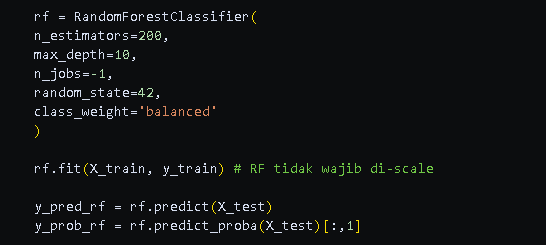 rf = RandomForestClassifier(
n_estimators=200,
max_depth=10,
n_jobs=-1,
random_state=42,
class_weight='balanced'
)
rf.fit(X_train, y_train) # RF tidak wajib di-scale
y_pred_rf = rf.predict(X_test)
y_prob_rf = rf.predict_proba(X_test)[:,1]